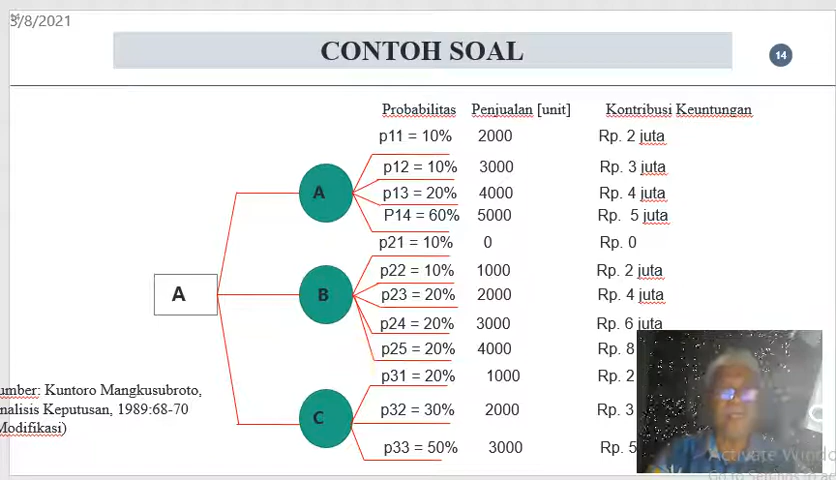 3/8/2021
CONTOH SOAL
14
Probabilitas Penjualan [unit] Kontribusi Keuntungan
p11 = 10% 2000 Rp. 2 juta
p12 = 10% 3000 Rp. 3 juta
A p13 = 20% 4000 Rp. 4 juta
P14 = 60% 5000 Rp. 5 juta
p21 = 10% 0 Rp. 0
p22 = 10% 1000 Rp. 2 juta
A B p23 = 20% 2000 Rp. 4 juta
p24 = 20% 3000 Rp. 6 juta
p25 = 20% 4000 Rp. 8
p31 = 20% 1000 Rp. 2
C p32 = 30% 2000 Rp. 3
p33 = 50% 3000 Rp. 5
umber: Kuntoro Mangkusubroto,
nalisis Keputusan, 1989:68-70
Modifikasi)
Activate Windo